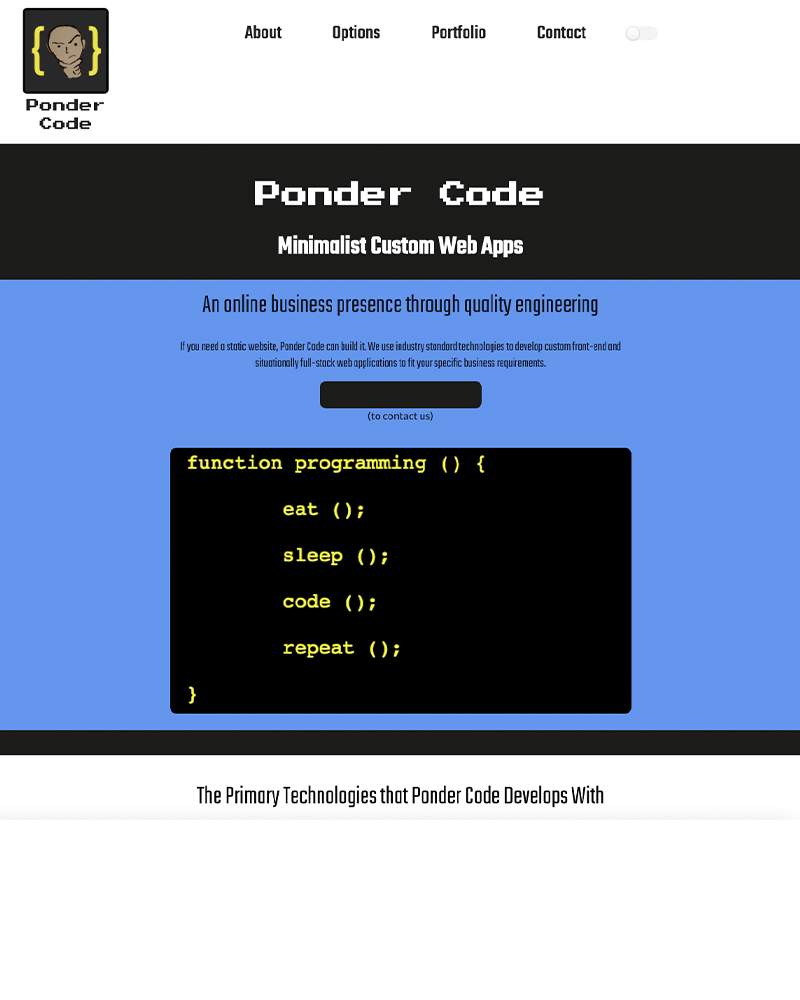 About Options Portfolio Contact
{ }
Ponder
Code
Ponder Code
Minimalist Custom Web Apps
An online business presence through quality engineering
If you need a static website, Ponder Code can build it. We use industry standard technologies to develop custom front-end and
situationally full-stack web applications to fit your specific business requirements.
(to contact us)
function programming () {
eat ();
sleep ();
code ();
repeat ();
}
The Primary Technologies that Ponder Code Develops With